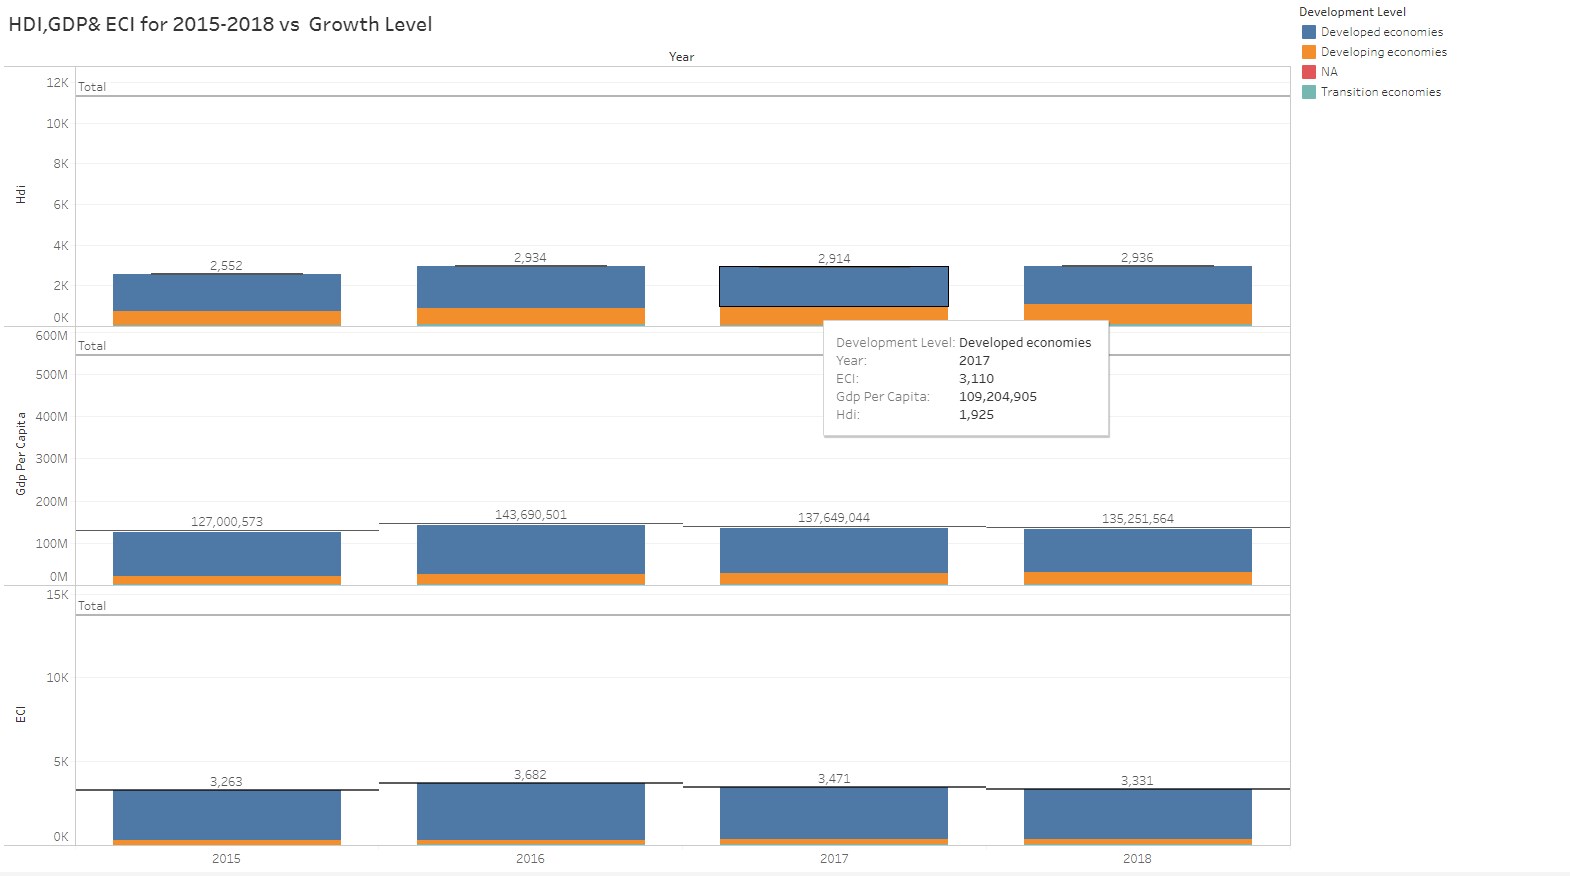 HDI,GDP& ECI for 2015-2018 vs  Growth Level
Year
Hdi
12K
10K
8K
6K
4K
2K
0K
Total
2,552
2,934
2,914
2,936
Gdp Per Capita
600M
500M
400M
300M
200M
100M
0M
Total
127,000,573
143,690,501
137,649,044
135,251,564
ECI
15K
10K
5K
0K
Total
3,263
3,682
3,471
3,331
2015
2016
2017
2018
Development Level: Developed economies
Year: 2017
ECI: 3,110
Gdp Per Capita: 109,204,905
Hdi: 1,925
Development Level
Developed economies
Developing economies
NA
Transition economies